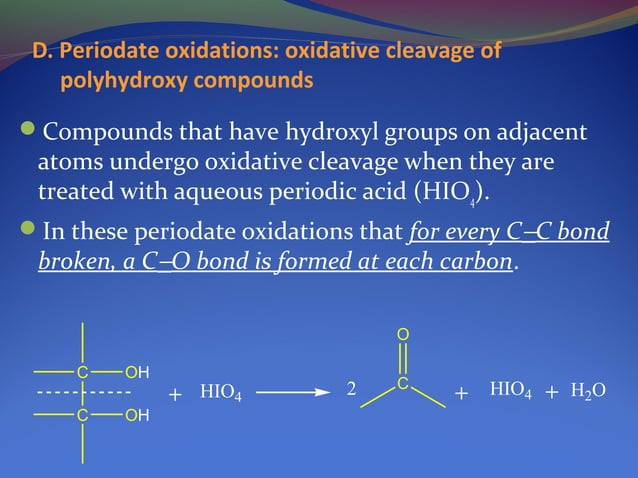 D. Periodate oxidations: oxidative cleavage of
polyhydroxy compounds
Compounds that have hydroxyl groups on adjacent
atoms undergo oxidative cleavage when they are
treated with aqueous periodic acid (HIO4).
In these periodate oxidations that for every C–C bond
broken, a C–O bond is formed at each carbon.
O
C OH
+ HIO4 2 C + HIO4 + H2O
C OH